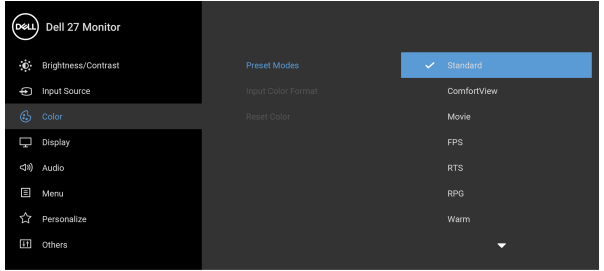 DELL Dell 27 Monitor
Brightness/Contrast
Input Source
Color
Display
Audio
Menu
Personalize
Others
Preset Modes
Input Color Format
Reset Color
Standard
ComfortView
Movie
FPS
RTS
RPG
Warm